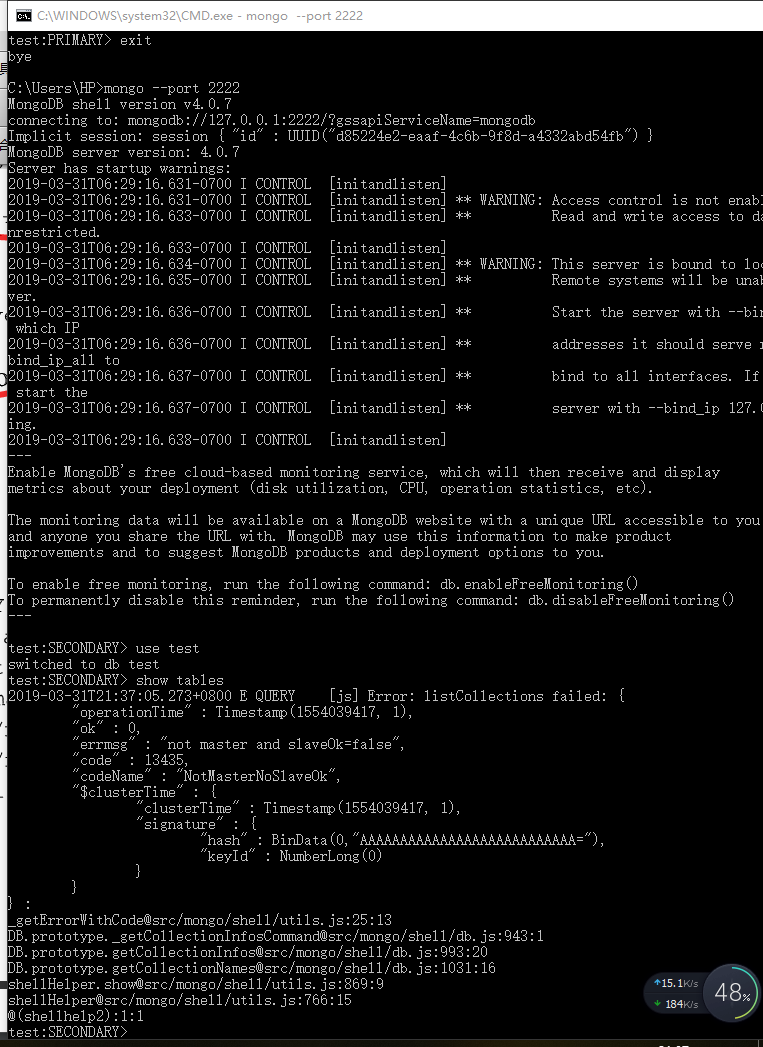 C:\WINDOWS\system32\CMD.exe - mongo  --port 2222
test:PRIMARY> exit
bye
C:\Users\HP>mongo --port 2222
MongoDB shell version v4.0.7
connecting to: mongodb://127.0.0.1:2222/?gssapiServiceName=mongodb
Implicit session: session { "id" : UUID("d85224e2-eaaf-4c6b-9f8d-a4332abd54fb") }
MongoDB server version: 4.0.7
Server has startup warnings:
2019-03-31T06:29:16.631-0700 I CONTROL  [initandlisten]
2019-03-31T06:29:16.631-0700 I CONTROL  [initandlisten] ** WARNING: Access control is not enabl
2019-03-31T06:29:16.633-0700 I CONTROL  [initandlisten] **          Read and write access to da
nrestricted.
2019-03-31T06:29:16.633-0700 I CONTROL  [initandlisten]
2019-03-31T06:29:16.634-0700 I CONTROL  [initandlisten] ** WARNING: This server is bound to loc
2019-03-31T06:29:16.635-0700 I CONTROL  [initandlisten] **          Remote systems will be unab
ver.
2019-03-31T06:29:16.636-0700 I CONTROL  [initandlisten] **          Start the server with --bin
 which IP
2019-03-31T06:29:16.636-0700 I CONTROL  [initandlisten] **          addresses it should serve r
bind_ip_all to
2019-03-31T06:29:16.637-0700 I CONTROL  [initandlisten] **          bind to all interfaces. If
 start the
2019-03-31T06:29:16.637-0700 I CONTROL  [initandlisten] **          server with --bind_ip 127.0
ing.
2019-03-31T06:29:16.638-0700 I CONTROL  [initandlisten]
---
Enable MongoDB's free cloud-based monitoring service, which will then receive and display
metrics about your deployment (disk utilization, CPU, operation statistics, etc).
The monitoring data will be available on a MongoDB website with a unique URL accessible to you
and anyone you share the URL with. MongoDB may use this information to make product
improvements and to suggest MongoDB products and deployment options to you.
To enable free monitoring, run the following command: db.enableFreeMonitoring()
To permanently disable this reminder, run the following command: db.disableFreeMonitoring()
---
test:SECONDARY> use test
switched to db test
test:SECONDARY> show tables
2019-03-31T21:37:05.273+0800 E QUERY    [js] Error: listCollections failed: {
        "operationTime" : Timestamp(1554039417, 1),
        "ok" : 0,
        "errmsg" : "not master and slaveOk=false",
        "code" : 13435,
        "codeName" : "NotMasterNoSlaveOk",
        "$clusterTime" : {
                "clusterTime" : Timestamp(1554039417, 1),
                "signature" : {
                        "hash" : BinData(0,"AAAAAAAAAAAAAAAAAAAAAAAAAAA="),
                        "keyId" : NumberLong(0)
                }
        }
} :
_getErrorWithCode@src/mongo/shell/utils.js:25:13
DB.prototype._getCollectionInfosCommand@src/mongo/shell/db.js:943:1
DB.prototype.getCollectionInfos@src/mongo/shell/db.js:993:20
DB.prototype.getCollectionNames@src/mongo/shell/db.js:1031:16
shellHelper.show@src/mongo/shell/utils.js:869:9
shellHelper@src/mongo/shell/utils.js:766:15
@(shellhelp2):1:1
test:SECONDARY>
↑15.1K/s
↓ 184K/s
48%